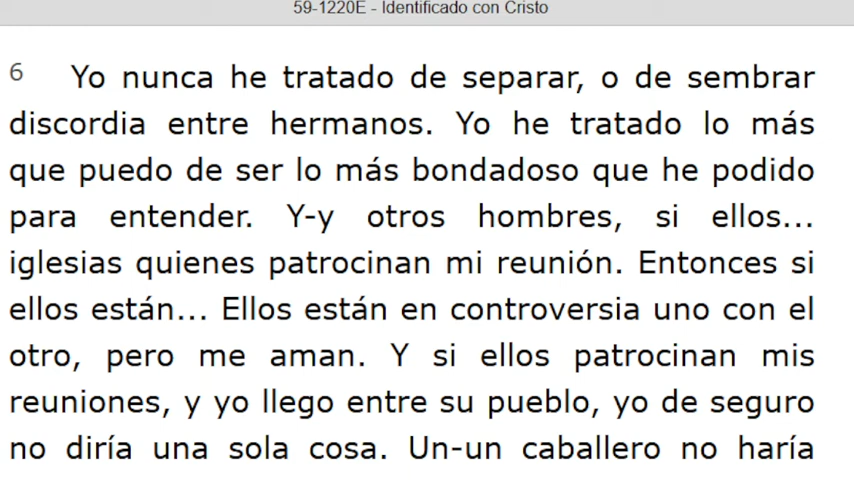 59-1220E - Identificado con Cristo
6 Yo nunca he tratado de separar, o de sembrar
discordia entre hermanos. Yo he tratado lo más
que puedo de ser lo más bondadoso que he podido
para entender. Y-y otros hombres, si ellos...
iglesias quienes patrocinan mi reunión. Entonces si
ellos están... Ellos están en controversia uno con el
otro, pero me aman. Y si ellos patrocinan mis
reuniones, y yo llego entre su pueblo, yo de seguro
no diría una sola cosa. Un-un caballero no haría